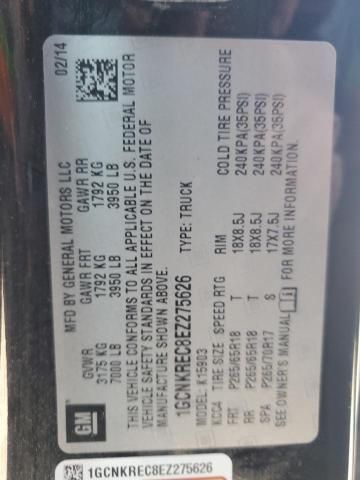 GM
MFD BY GENERAL MOTORS LLC
02/14
GVWR GAWR FRT GAWR RR
3175 KG 1792 KG 1792 KG
7000 LB 3950 LB 3950 LB
THIS VEHICLE CONFORMS TO ALL APPLICABLE U.S. FEDERAL MOTOR
VEHICLE SAFETY STANDARDS IN EFFECT ON THE DATE OF
MANUFACTURE SHOWN ABOVE.
1GCNKREC8EZ275626 TYPE: TRUCK
MODEL: K15903
KCC4 TIRE SIZE SPEED RTG RIM COLD TIRE PRESSURE
FRT P265/65R18 T 18X8.5J 240KPA(35PSI)
RR P265/65R18 T 18X8.5J 240KPA(35PSI)
SPA P265/70R17 S 17X7.5J 240KPA(35PSI)
SEE OWNER'S MANUAL i FOR MORE INFORMATION.
1GCNKREC8EZ275626